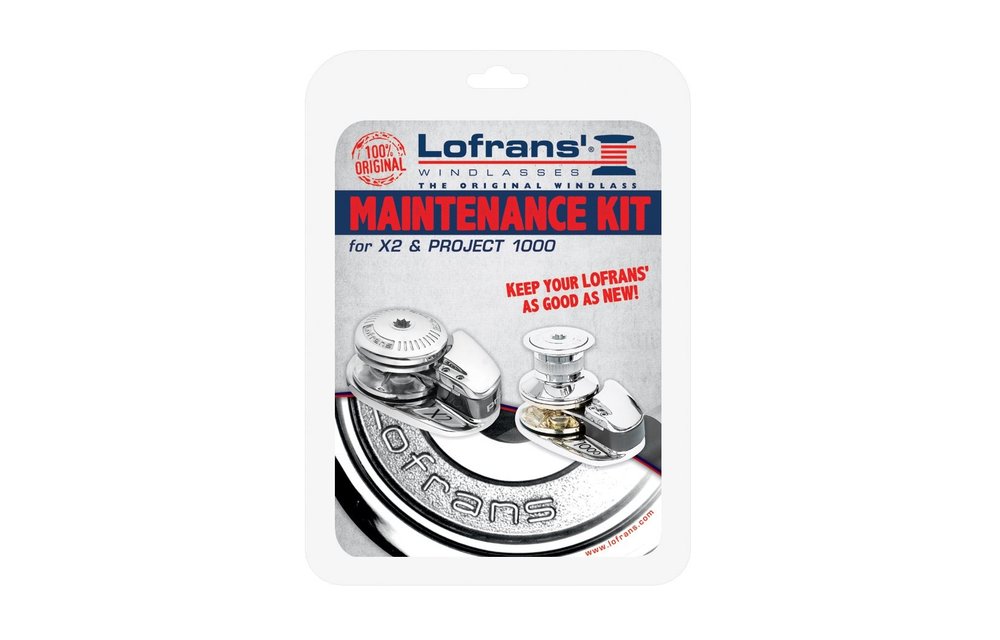 100%
ORIGINAL
Lofrans'®
WINDLASSES
THE ORIGINAL WINDLASS
MAINTENANCE KIT
for X2 & PROJECT 1000
KEEP YOUR LOFRANS'
AS GOOD AS NEW!
Lofrans
X2
1000
Lofrans
www.lofrans.com